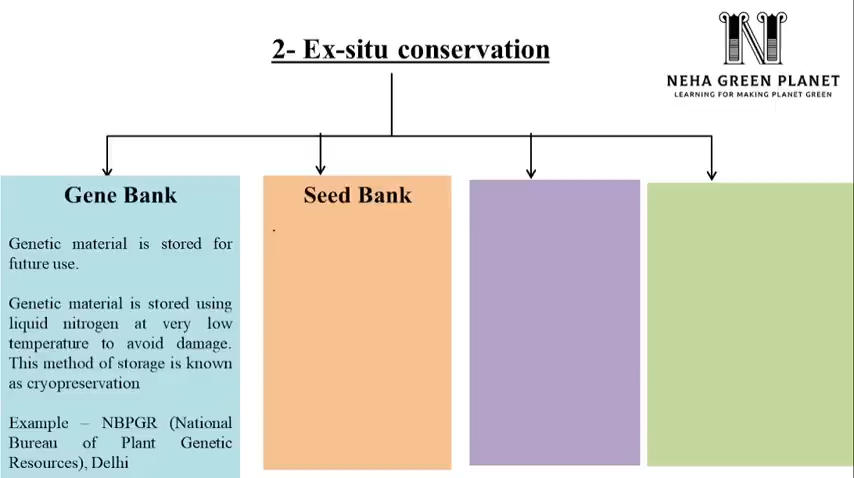 2- Ex-situ conservation
N
NEHA GREEN PLANET
LEARNING FOR MAKING PLANET GREEN
Gene Bank
Genetic material is stored for
future use.
Genetic material is stored using
liquid nitrogen at very low
temperature to avoid damage.
This method of storage is known
as cryopreservation
Example – NBPGR (National
Bureau of Plant Genetic
Resources), Delhi
Seed Bank
.